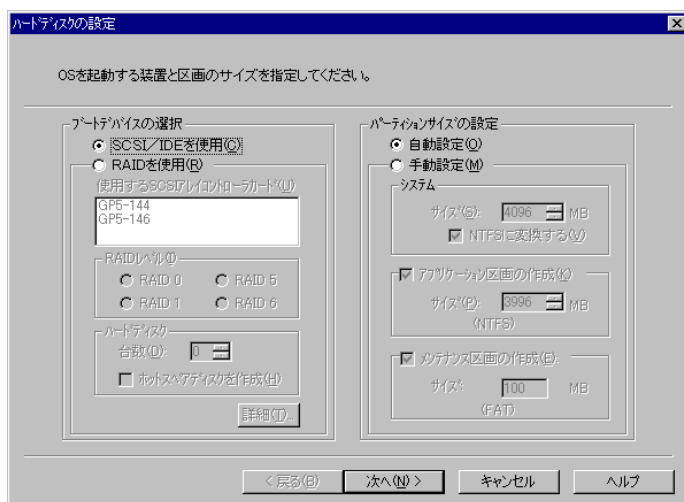 ハードディスクの設定
OSを起動する装置と区画のサイズを指定してください。
ブートデバイスの選択
SCSI/IDEを使用(C)
RAIDを使用(R)
使用するSCSIアレイコントローラカード(U)
GP5-144
GP5-146
RAIDレベル(I)
RAID 0
RAID 5
RAID 1
RAID 6
ハードディスク
台数(D):
0
ホットスペアディスクを作成(H)
詳細(T)...
パーティションサイズの設定
自動設定(O)
手動設定(M)
システム
サイズ(S): 4096 MB
NTFSに変換する(V)
アプリケーション区画の作成(K)
サイズ(P): 3996 MB
(NTFS)
メンテナンス区画の作成(E):
サイズ: 100 MB
(FAT)
< 戻る(B)
次へ(N) >
キャンセル
ヘルプ